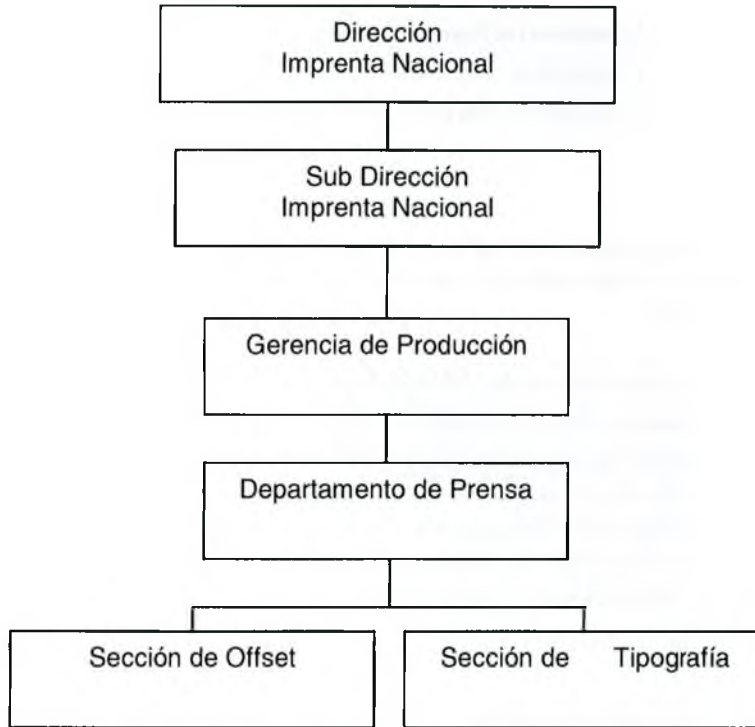 Dirección
Imprenta Nacional
Sub Dirección
Imprenta Nacional
Gerencia de Producción
Departamento de Prensa
Sección de Offset
Sección de Tipografía